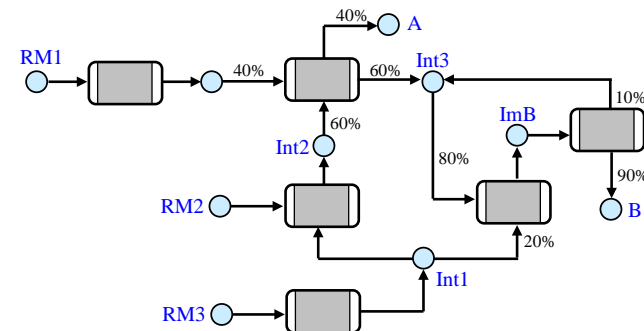 40%
A
RM1
Int3
40%
60%
10%
ImB
60%
Int2
80%
90%
RM2
B
20%
Int1
RM3